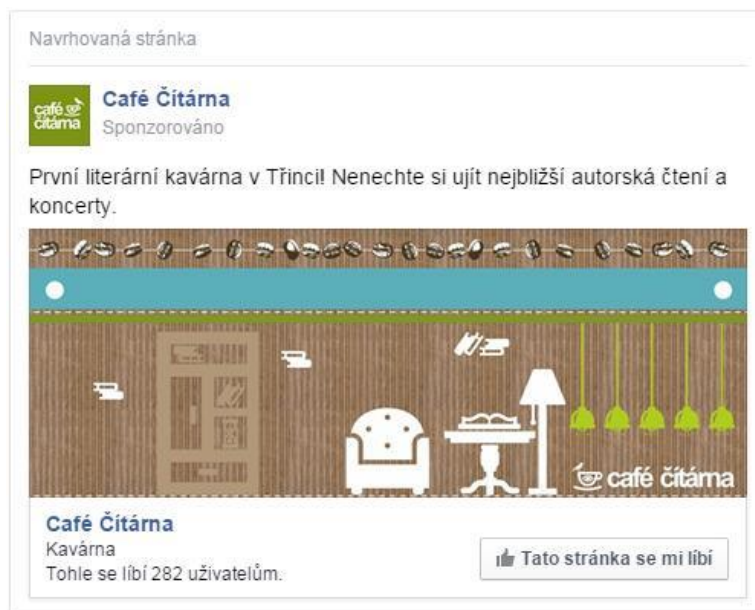 Navrhovaná stránka
café
čítárna
Café Čítárna
Sponzorováno
První literární kavárna v Třinci! Nenechte si ujít nejbližší autorská čtení a
koncerty.
café čítárna
Café Čítárna
Kavárna
Tohle se líbí 282 uživatelům.
Tato stránka se mi líbí